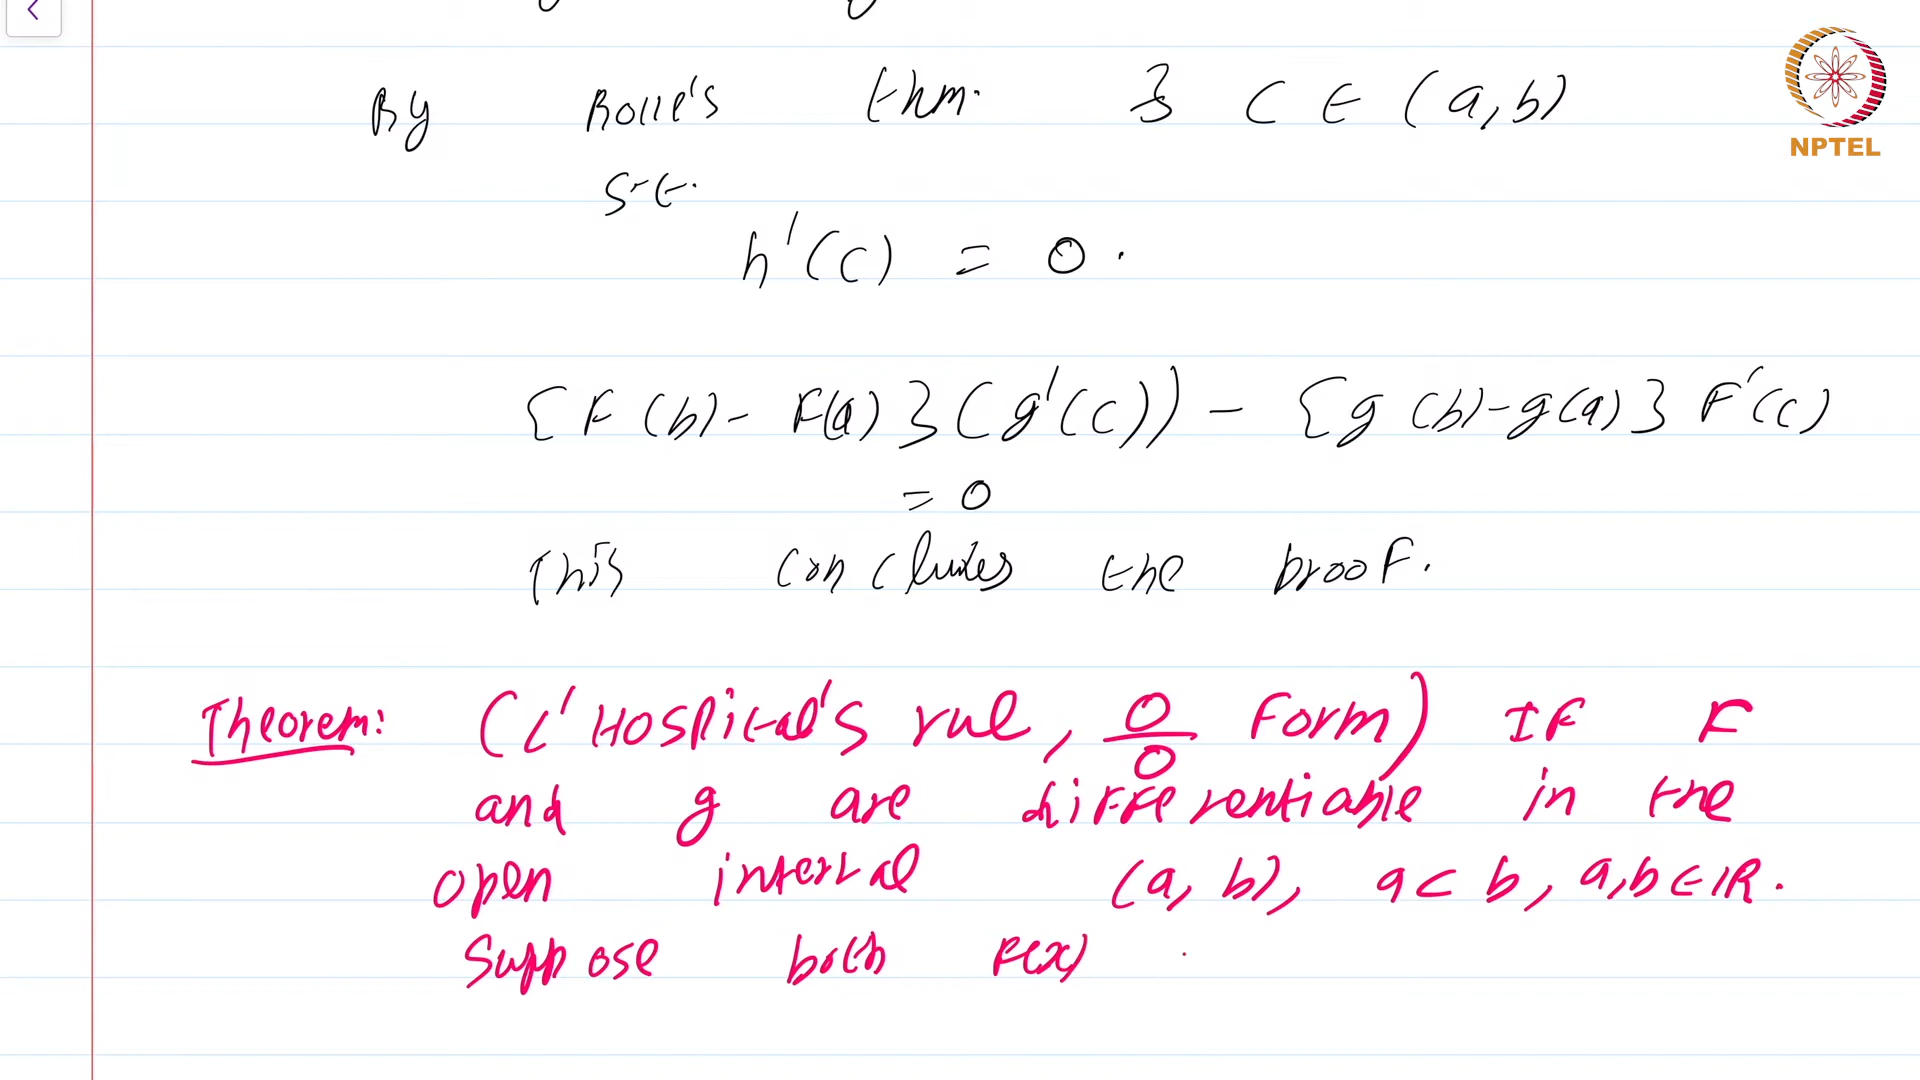 By Rolle's thm. ∃ c ∈ (a, b)
NPTEL
s.t.
h'(c) = 0.
{F(b) - F(a)}(g'(c)) - {g(b) - g(a)} F'(c)
= 0
This concludes the proof.
Theorem: (L'Hospital's rule, 0/0 form) If F
and g are differentiable in the
open interval (a, b), a < b, a, b ∈ ℝ.
Suppose both F(x)